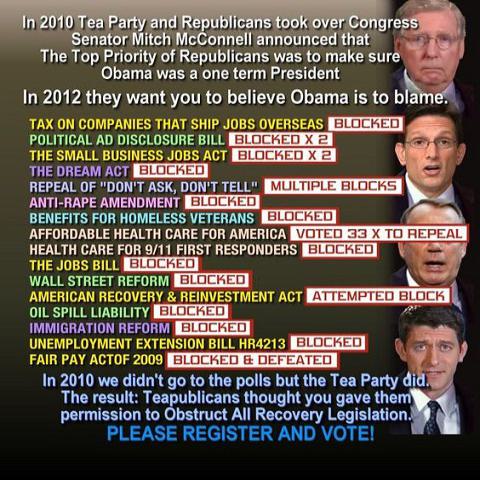 In 2010 Tea Party and Republicans took over Congress
Senator Mitch McConnell announced that
The Top Priority of Republicans was to make sure
Obama was a one term President
In 2012 they want you to believe Obama is to blame.
TAX ON COMPANIES THAT SHIP JOBS OVERSEAS BLOCKED
POLITICAL AD DISCLOSURE BILL BLOCKED X 2
THE SMALL BUSINESS JOBS ACT BLOCKED X 2
THE DREAM ACT BLOCKED
REPEAL OF "DON'T ASK, DON'T TELL" MULTIPLE BLOCKS
ANTI-RAPE AMENDMENT BLOCKED
BENEFITS FOR HOMELESS VETERANS BLOCKED
AFFORDABLE HEALTH CARE FOR AMERICA VOTED 33 X TO REPEAL
HEALTH CARE FOR 9/11 FIRST RESPONDERS BLOCKED
THE JOBS BILL BLOCKED
WALL STREET REFORM BLOCKED
AMERICAN RECOVERY & REINVESTMENT ACT ATTEMPTED BLOCK
OIL SPILL LIABILITY BLOCKED
IMMIGRATION REFORM BLOCKED
UNEMPLOYMENT EXTENSION BILL HR4213 BLOCKED
FAIR PAY ACTOF 2009 BLOCKED & DEFEATED
In 2010 we didn't go to the polls but the Tea Party did.
The result: Teapublicans thought you gave them
permission to Obstruct All Recovery Legislation.
PLEASE REGISTER AND VOTE!